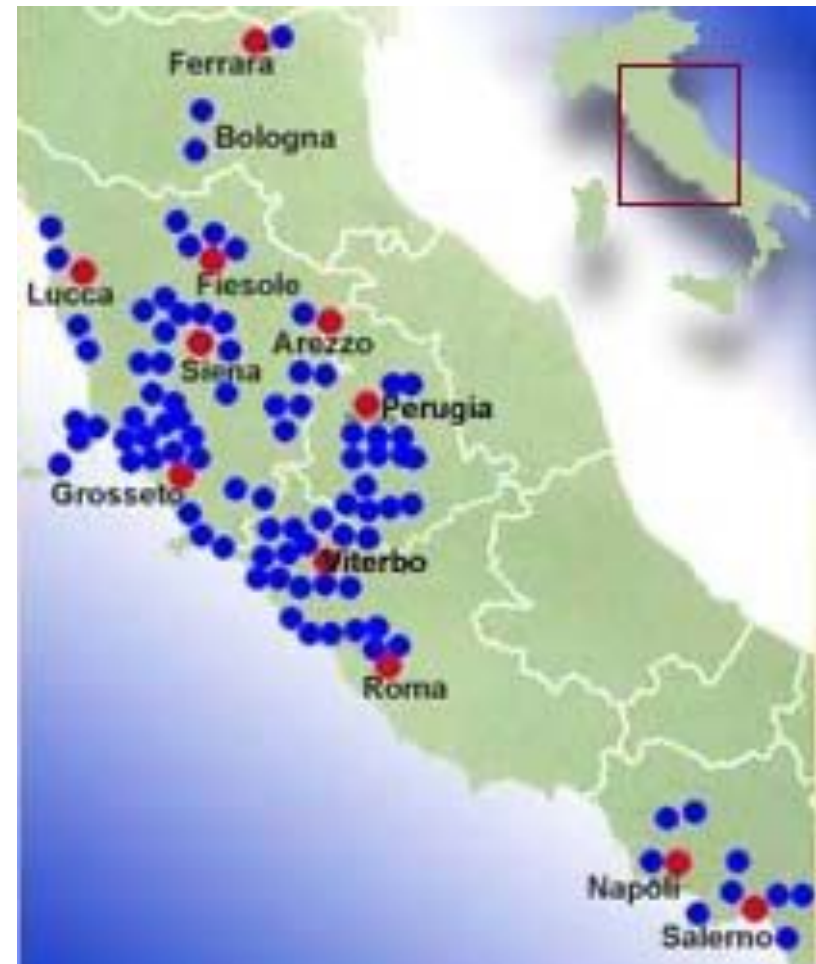 Ferrara
Bologna
Fiesole
Lucca
Arezzo
Siena
Perugia
Grosseto
Viterbo
Roma
Napoli
Salerno